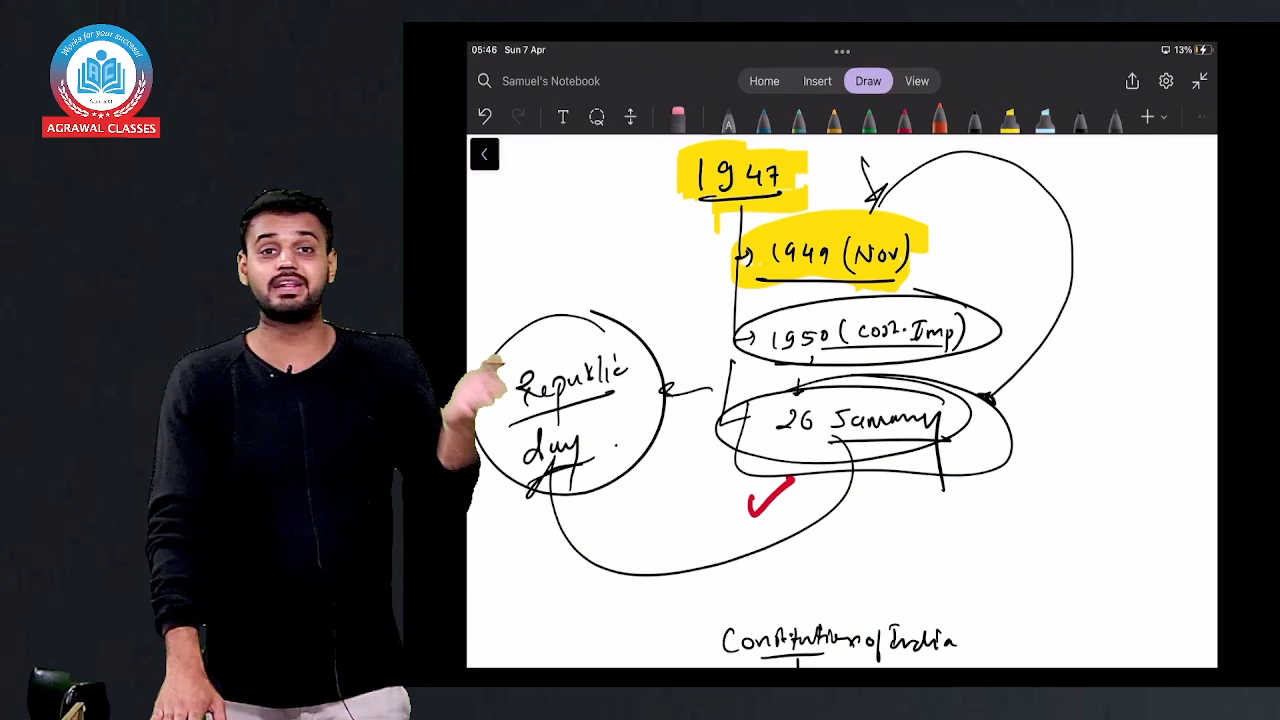 Works for your success!
AGRAWAL CLASSES
05:46 Sun 7 Apr
13%
Samuel's Notebook
Home Insert Draw View
1947
1949 (Nov)
1950 (Cost. Imp)
26 January
Republic
day
Constitution of India